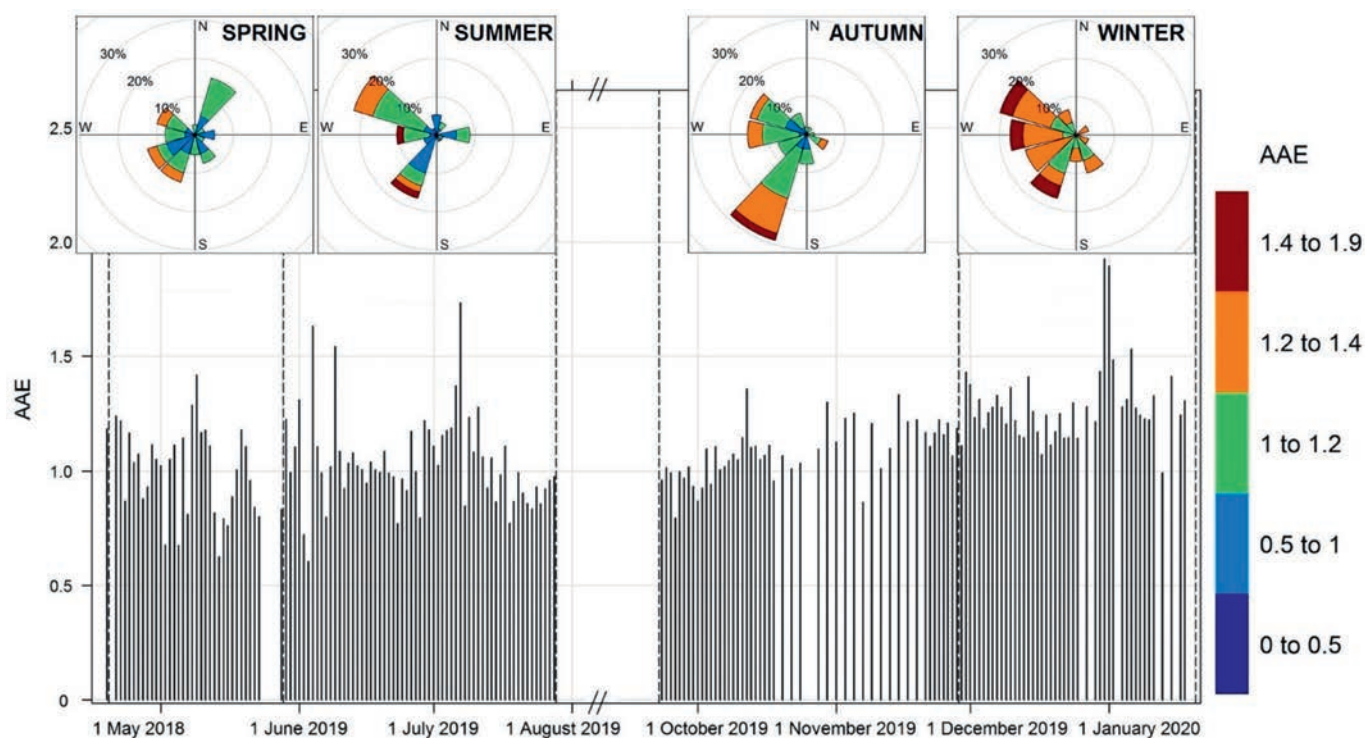 SPRING
N
30%
20%
10%
W
E
S
SUMMER
N
30%
20%
10%
W
E
S
AUTUMN
N
30%
20%
10%
W
E
S
WINTER
N
30%
20%
10%
W
E
S
AAE
2.5
2.0
1.5
1.0
0.5
0
1 May 2018
1 June 2019
1 July 2019
1 August 2019
1 October 2019
1 November 2019
1 December 2019
1 January 2020
AAE
1.4 to 1.9
1.2 to 1.4
1 to 1.2
0.5 to 1
0 to 0.5